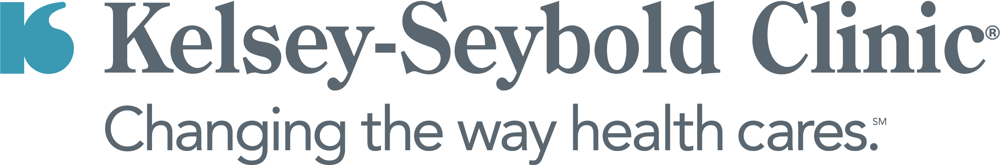 Kelsey-Seybold Clinic®
Changing the way health cares.℠